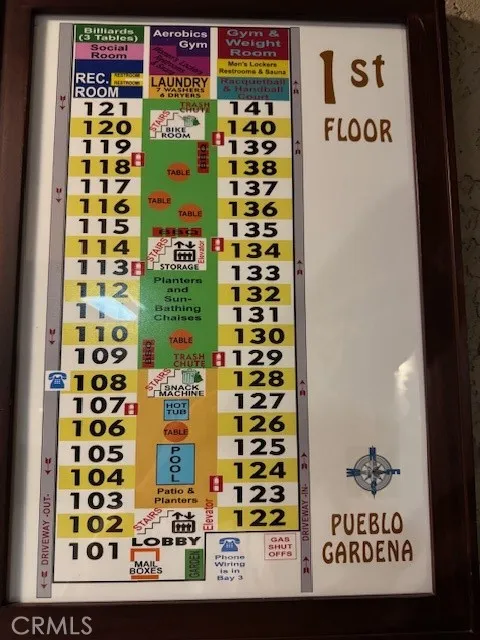 Billiards
(3 Tables)
Aerobics
Gym
Gym &
Weight
Room
1st
FLOOR
Social
Room
Men's Lockers
Restrooms & Sauna
REC.
ROOM
RESTROOMS
RESTROOMS
LAUNDRY
7 WASHERS
6 DRYERS
Racquetball
& Handball
Court
121
TRASH
CHUTE
141
120
STAIRS
BIKE
ROOM
140
119
139
118
TABLE
138
117
137
116
TABLE
TABLE
136
115
BBQ
135
114
STAIRS
Elevator
134
113
STORAGE
133
112
Planters
and
Sun-
Bathing
Chaises
132
131
110
TABLE
130
109
TRASH
CHUTE
129
108
STAIRS
SNACK
MACHINE
128
107
HOT
TUB
127
106
TABLE
126
105
POOL
125
104
124
103
Patio &
Planters
123
102
STAIRS
Elevator
122
101
LOBBY
MAIL
BOXES
GARDEN
Phone
Wiring
is in
Bay 3
GAS
SHUT
OFFS
DRIVEWAY -OUT-
DRIVEWAY -IN-
PUEBLO
GARDENA
CRMLS